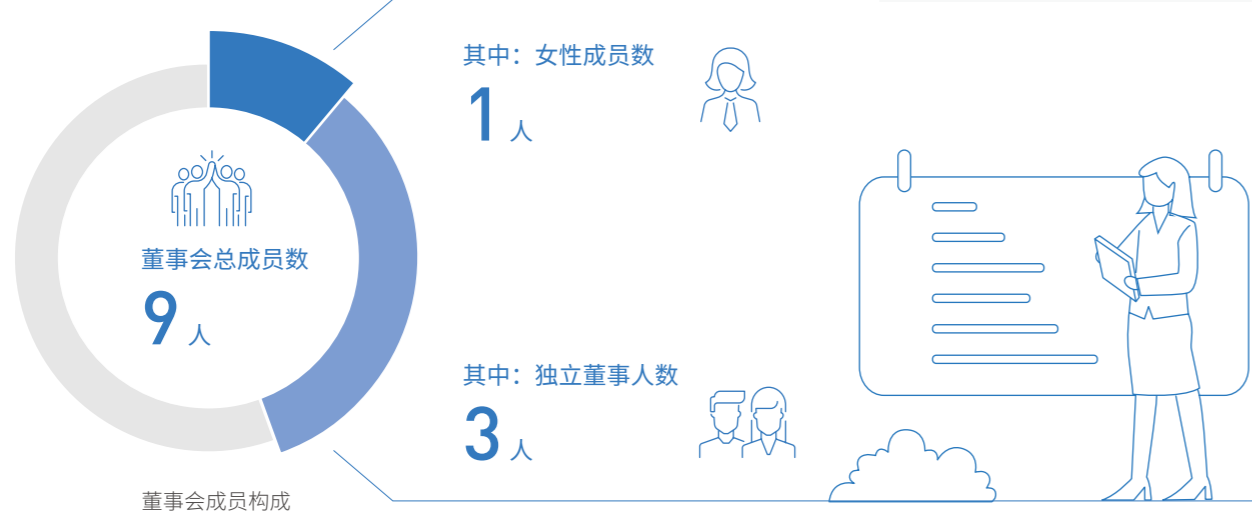 其中：女性成员数
1 人
董事会总成员数
9 人
其中：独立董事人数
3 人
董事会成员构成